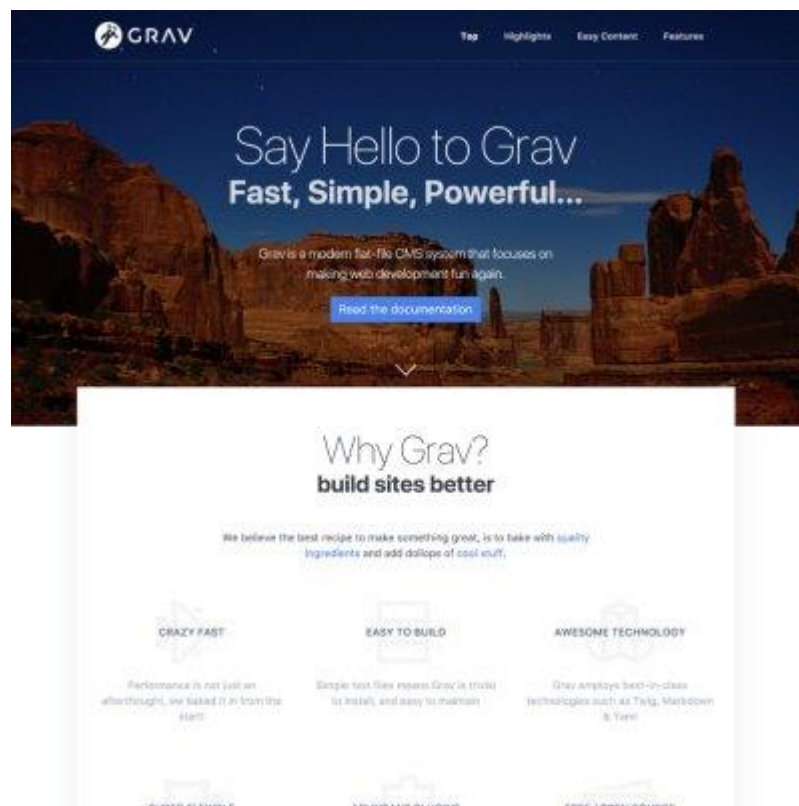 GRAV
Top Highlights Easy Content Features
Say Hello to Grav
Fast, Simple, Powerful...
Grav is a modern flat-file CMS system that focuses on
making web development fun again.
Read the documentation
Why Grav?
build sites better
We believe the best recipe to make something great, is to bake with quality
ingredients and add dollops of cool stuff.
CRAZY FAST EASY TO BUILD AWESOME TECHNOLOGY
Performance is not just an
afterthought, we baked it in from the
start!
Simple text files means Grav is trivial
to install, and easy to maintain
Grav employs best-in-class
technologies such as Twig, Markdown
& Yaml